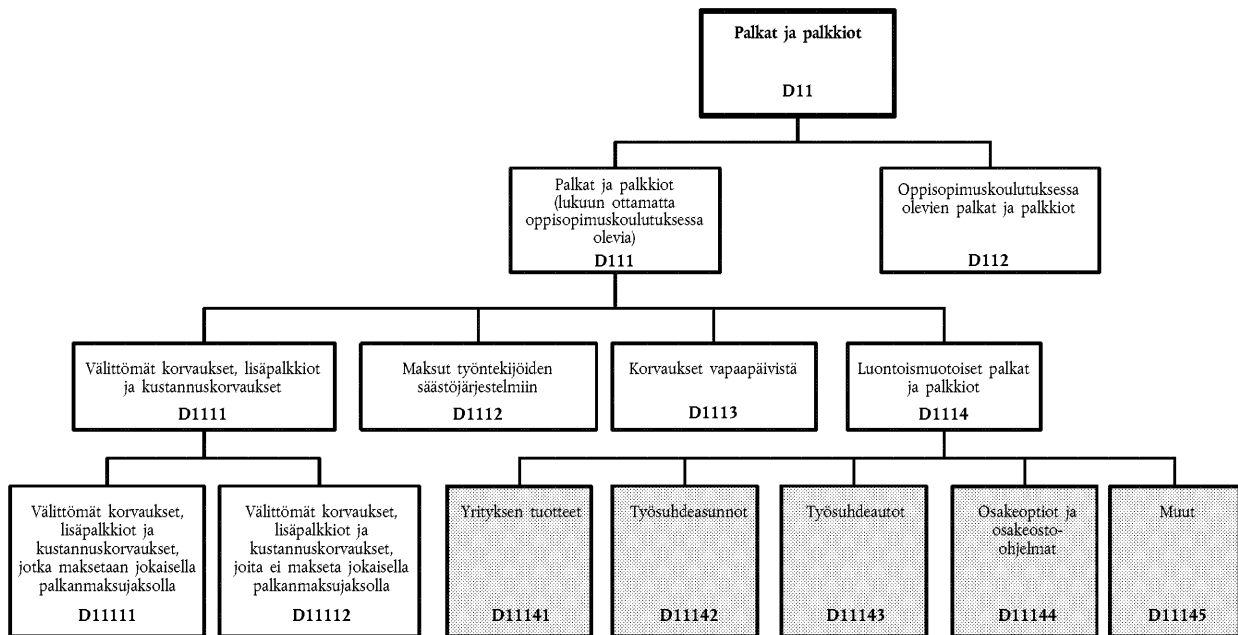 Palkat ja palkkiot
D11
Palkat ja palkkiot
(lukuun ottamatta
oppisopimuskoulutuksessa
olevia)
D111
Oppisopimuskoulutuksessa
olevien palkat ja palkkiot
D112
Välittömät korvaukset, lisäpalkkiot
ja kustannuskorvaukset
D1111
Maksut työntekijöiden
säästöjärjestelmiin
D1112
Korvaukset vapaapäivistä
D1113
Luontoismuotoiset palkat
ja palkkiot
D1114
Välittömät korvaukset,
lisäpalkkiot ja
kustannuskorvaukset,
jotka maksetaan jokaisella
palkanmaksujaksolla
D11111
Välittömät korvaukset,
lisäpalkkiot ja
kustannuskorvaukset,
joita ei makseta jokaisella
palkanmaksujaksolla
D11112
Yrityksen tuotteet
D11141
Työsuhdeasunnot
D11142
Työsuhdeautot
D11143
Osakeoptiot ja
osakeosto-
ohjelmat
D11144
Muut
D11145